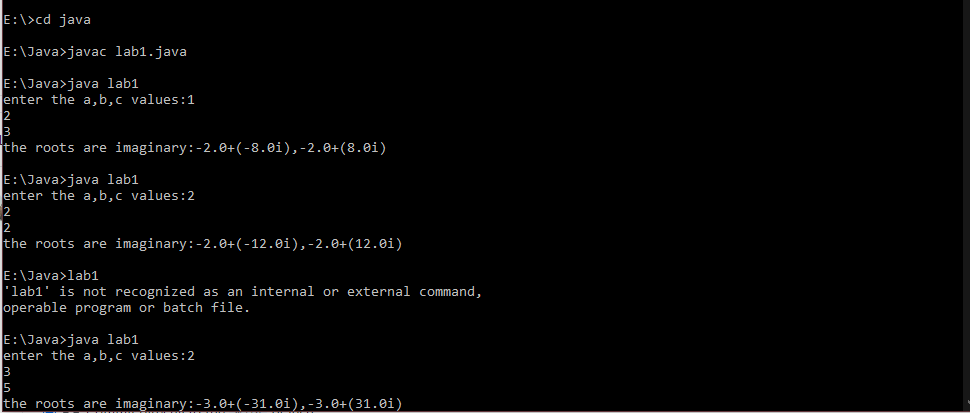 E:\>cd java
E:\Java>javac lab1.java
E:\Java>java lab1
enter the a,b,c values:1
2
3
the roots are imaginary:-2.0+(-8.0i),-2.0+(8.0i)
E:\Java>java lab1
enter the a,b,c values:2
2
2
the roots are imaginary:-2.0+(-12.0i),-2.0+(12.0i)
E:\Java>lab1
'lab1' is not recognized as an internal or external command,
operable program or batch file.
E:\Java>java lab1
enter the a,b,c values:2
3
5
the roots are imaginary:-3.0+(-31.0i),-3.0+(31.0i)